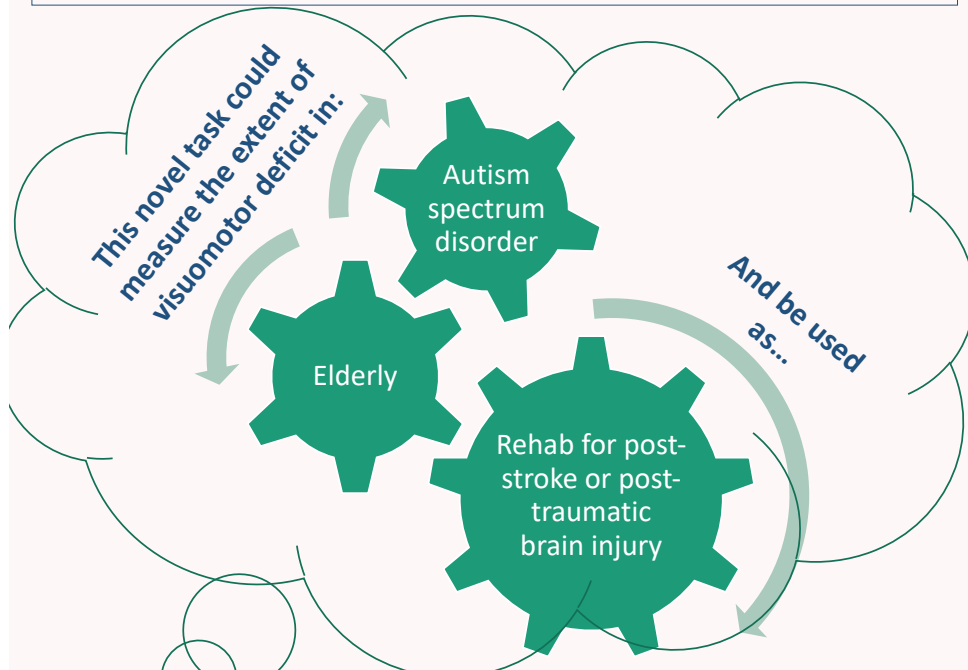 This novel task could
measure the extent of
visuomotor deficit in:
Autism
spectrum
disorder
Elderly
And be used
as...
Rehab for post-
stroke or post-
traumatic
brain injury